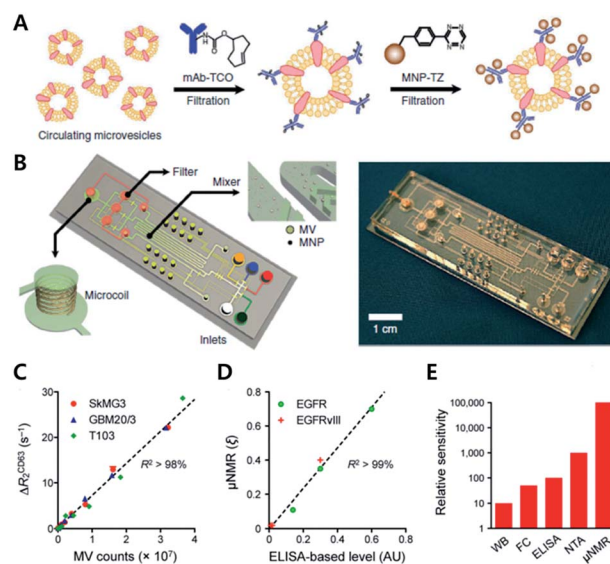 A
mAb-TCO
Filtration
MNP-TZ
Filtration
Circulating microvesicles
B
Filter
Mixer
MV
MNP
Microcoil
Inlets
1 cm
C
SkMG3
GBM20/3
T103
R² > 98%
ΔR₂ᶜᴰ⁶³ (s⁻¹)
30
20
10
0
0 1 2 3 4
MV counts (× 10⁷)
D
EGFR
EGFRvIII
R² > 99%
µNMR (ξ)
0.8
0.6
0.4
0.2
0
0 0.2 0.4 0.6 0.8
ELISA-based level (AU)
E
Relative sensitivity
100,000
10,000
1,000
100
10
1
WB FC ELISA NTA µNMR